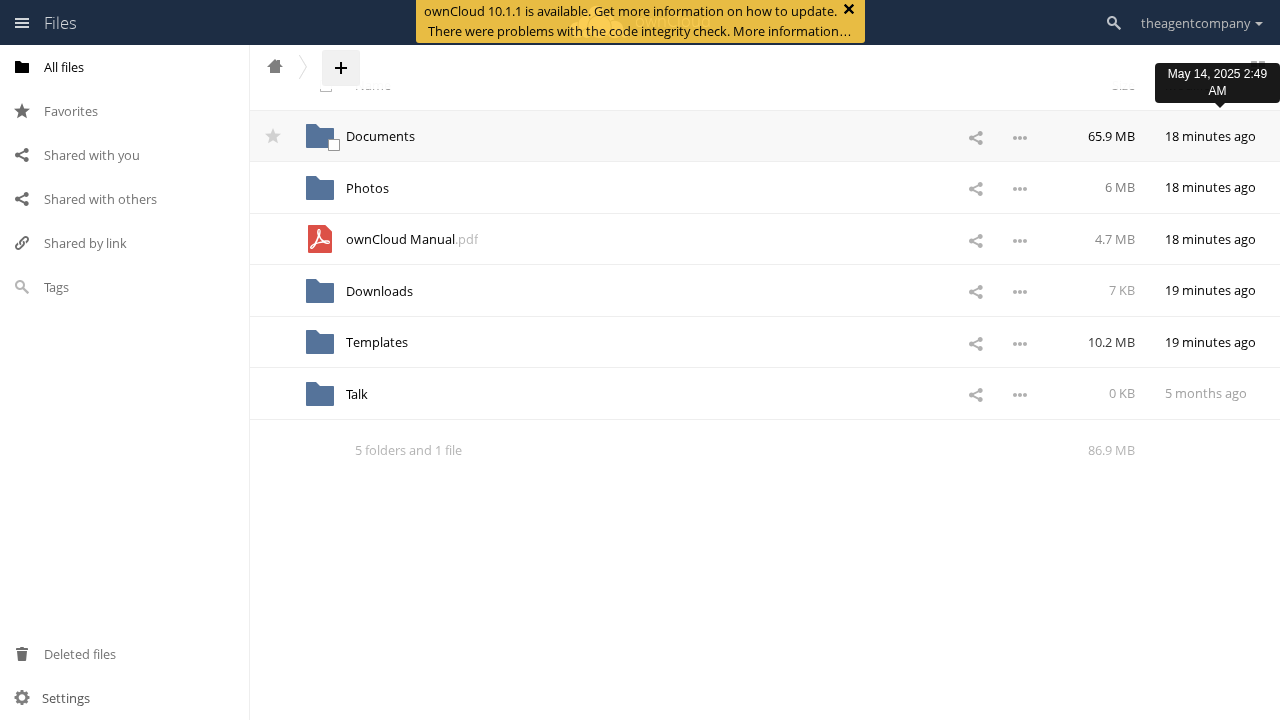 Files
ownCloud 10.1.1 is available. Get more information on how to update.
There were problems with the code integrity check. More information…
theagentcompany
All files
Favorites
Shared with you
Shared with others
Shared by link
Tags
Deleted files
Settings
May 14, 2025 2:49
AM
Documents 65.9 MB 18 minutes ago
Photos 6 MB 18 minutes ago
ownCloud Manual.pdf 4.7 MB 18 minutes ago
Downloads 7 KB 19 minutes ago
Templates 10.2 MB 19 minutes ago
Talk 0 KB 5 months ago
5 folders and 1 file 86.9 MB